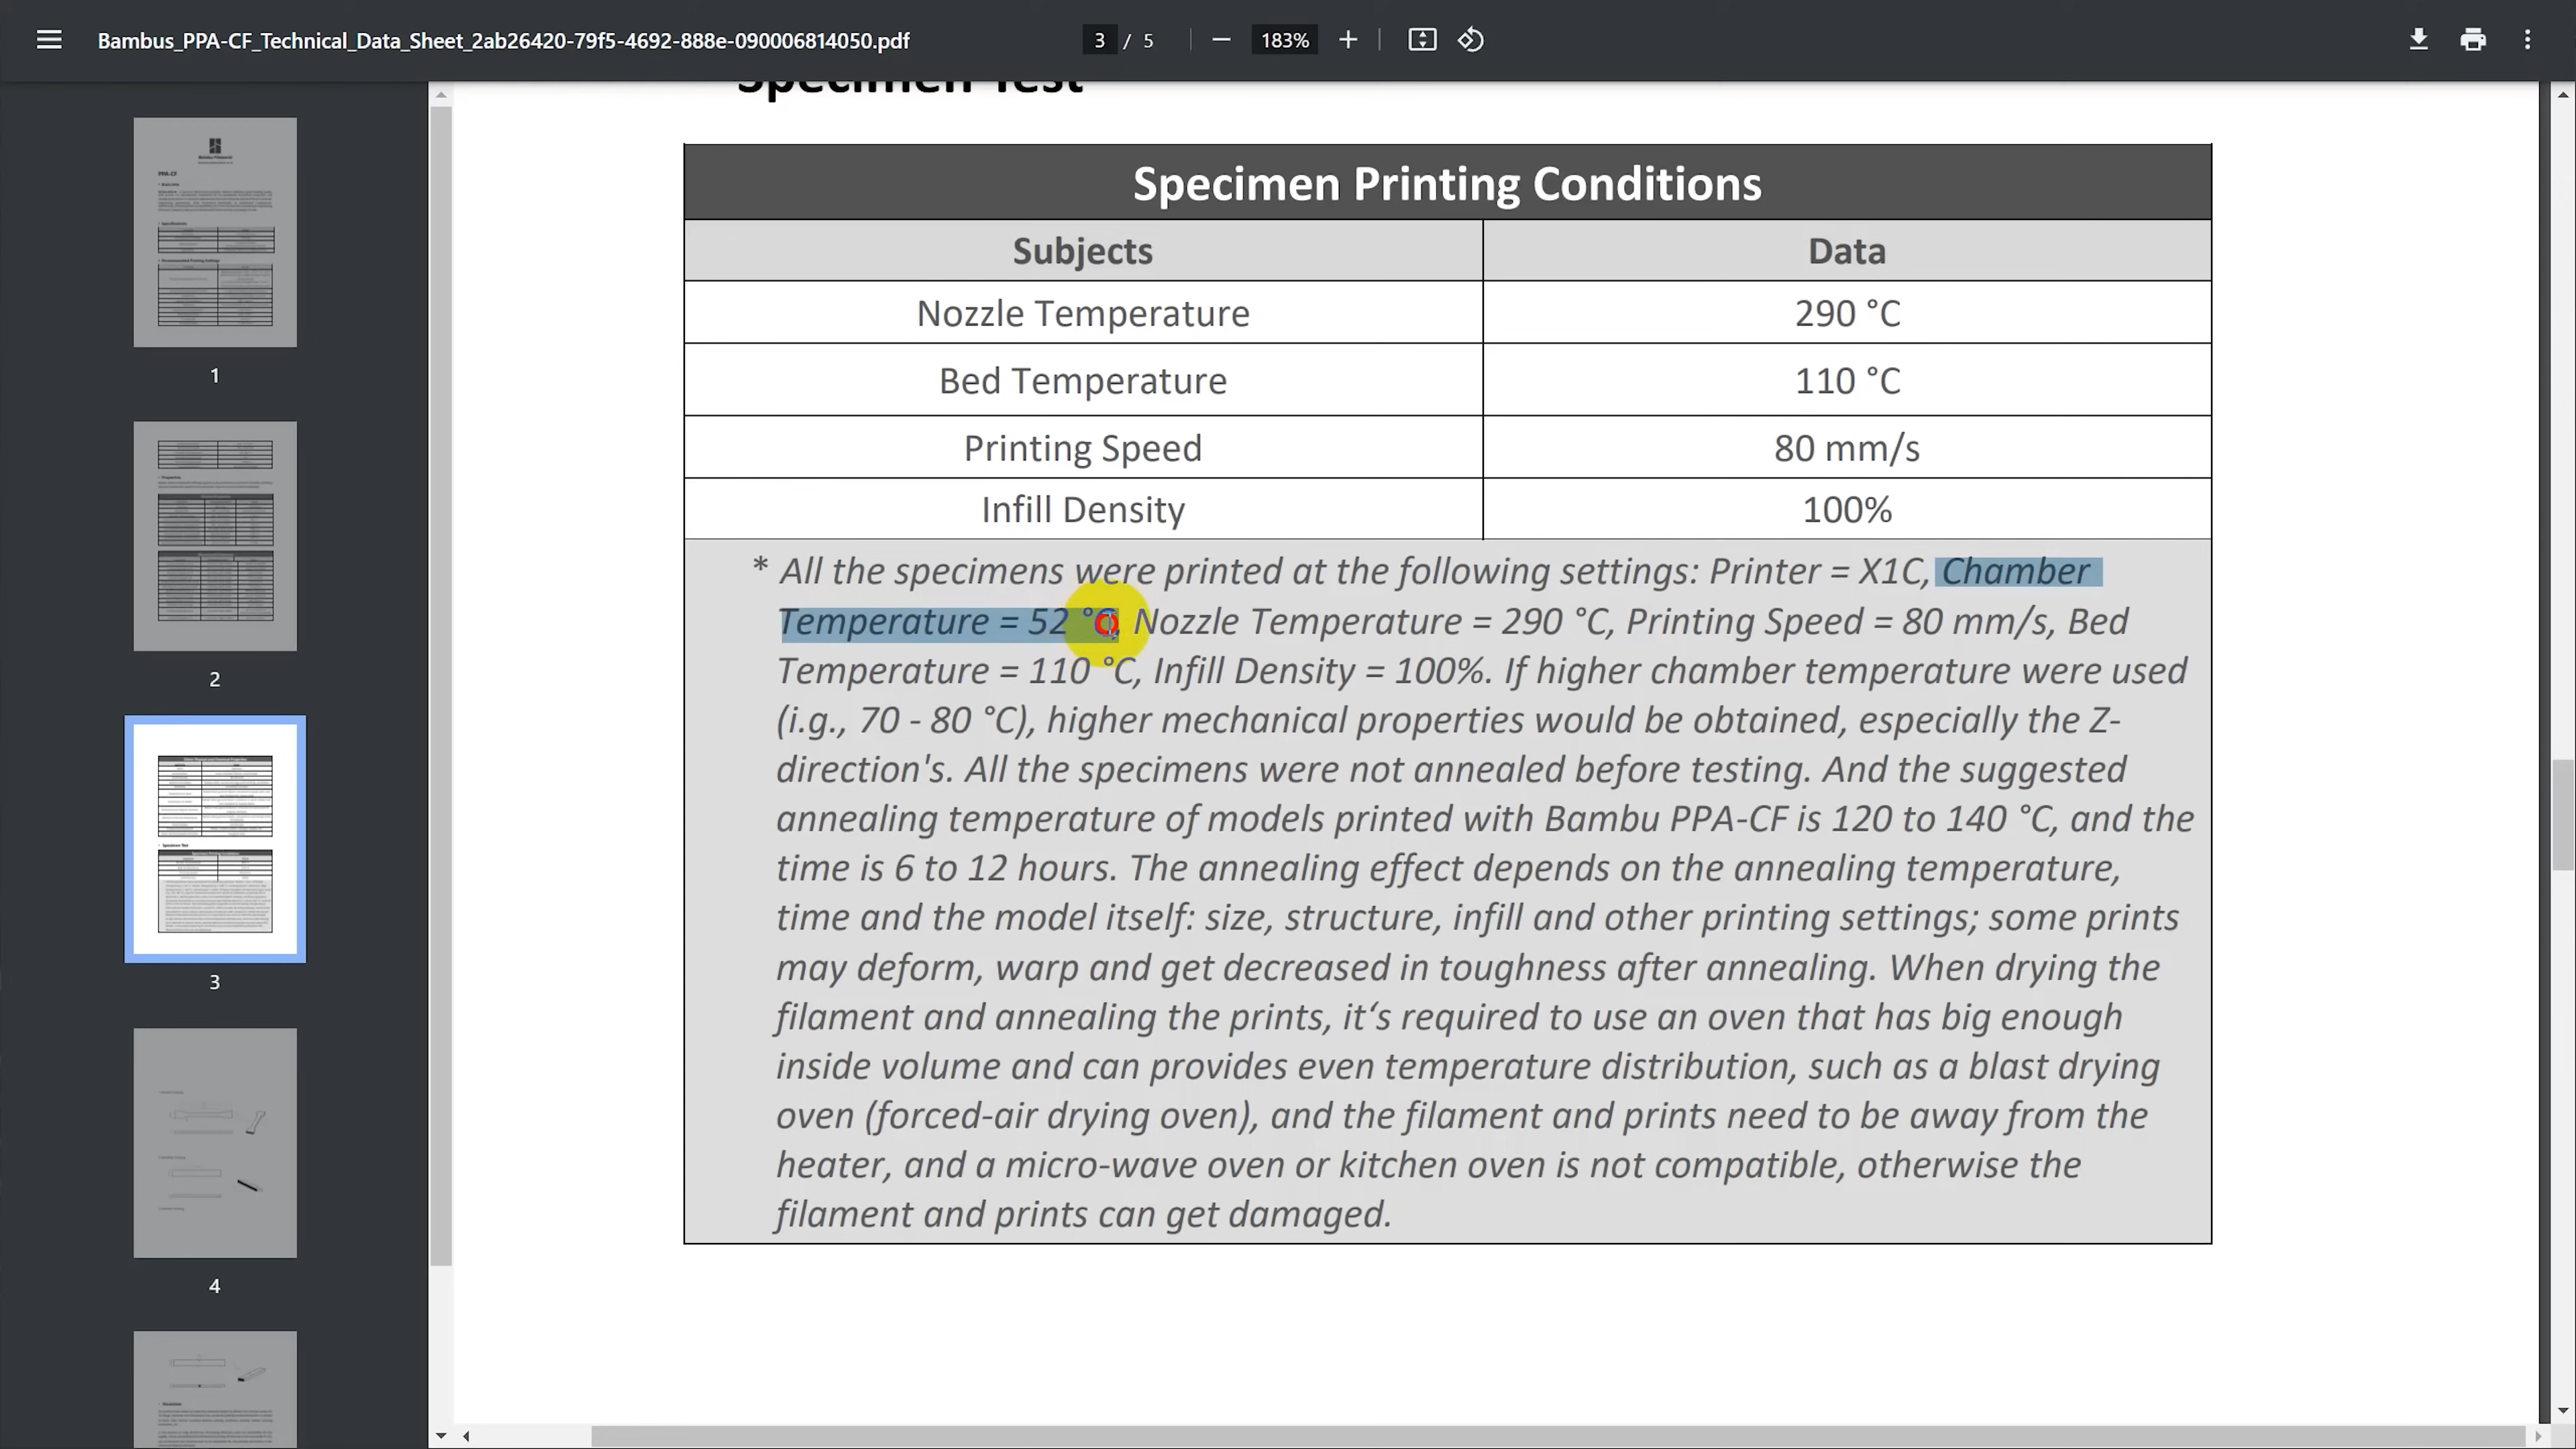 Bambus_PPA-CF_Technical_Data_Sheet_2ab26420-79f5-4692-888e-090006814050.pdf
3 / 5
183%
1
2
3
4
PPA-CF
Specimen Test
Specimen Printing Conditions
Subjects Data
Nozzle Temperature 290 °C
Bed Temperature 110 °C
Printing Speed 80 mm/s
Infill Density 100%
* All the specimens were printed at the following settings: Printer = X1C, Chamber
Temperature = 52 °C, Nozzle Temperature = 290 °C, Printing Speed = 80 mm/s, Bed
Temperature = 110 °C, Infill Density = 100%. If higher chamber temperature were used
(i.g., 70 - 80 °C), higher mechanical properties would be obtained, especially the Z-
direction's. All the specimens were not annealed before testing. And the suggested
annealing temperature of models printed with Bambu PPA-CF is 120 to 140 °C, and the
time is 6 to 12 hours. The annealing effect depends on the annealing temperature,
time and the model itself: size, structure, infill and other printing settings; some prints
may deform, warp and get decreased in toughness after annealing. When drying the
filament and annealing the prints, it‘s required to use an oven that has big enough
inside volume and can provides even temperature distribution, such as a blast drying
oven (forced-air drying oven), and the filament and prints need to be away from the
heater, and a micro-wave oven or kitchen oven is not compatible, otherwise the
filament and prints can get damaged.